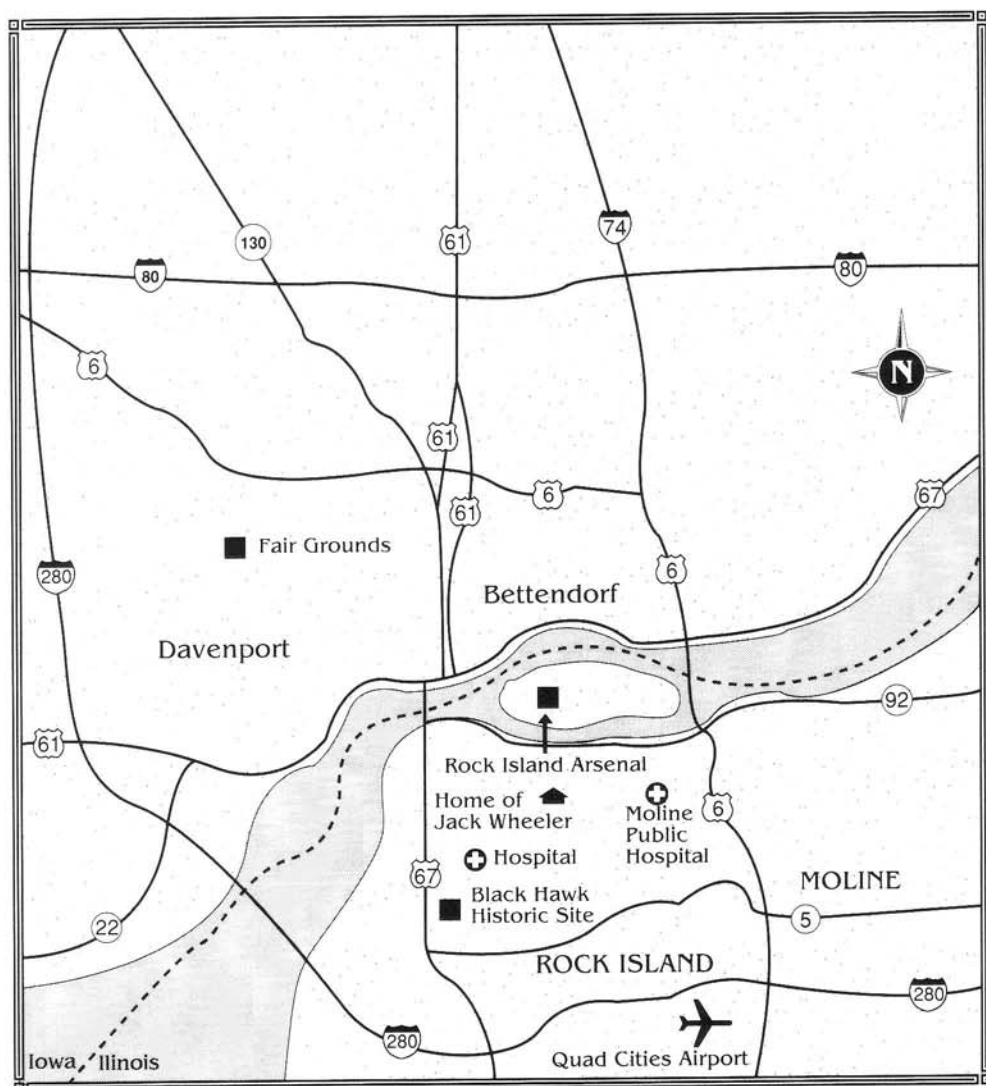 130
61
74
80
80
6
N
61
67
6
61
Fair Grounds
280
6
Bettendorf
Davenport
92
61
Rock Island Arsenal
Home of
Jack Wheeler
Moline
Public
Hospital
6
Hospital
67
MOLINE
Black Hawk
Historic Site
5
22
ROCK ISLAND
280
280
Iowa Illinois
Quad Cities Airport